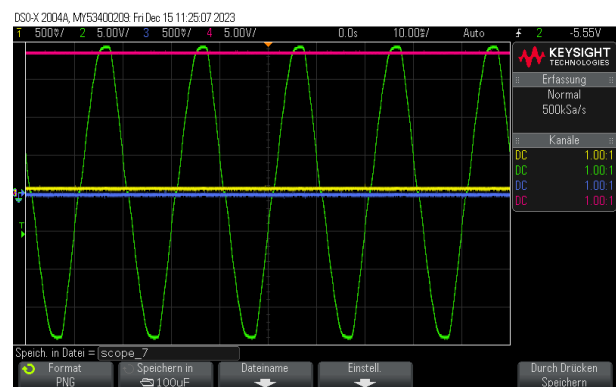 DSO-X 2004A, MY53400209: Fri Dec 15 11:25:07 2023
1 500mV/ 2 5.00V/ 3 500mV/ 4 5.00V/ 0.0s 10.00ms/ Auto 2 -5.55V
KEYSIGHT
TECHNOLOGIES
Erfassung
Normal
500kSa/s
Kanäle
DC 1.00:1
DC 1.00:1
DC 1.00:1
DC 1.00:1
T
Speich. in Datei = scope_7
Format
PNG
Speichern in
100uF
Dateiname
Einstell.
Durch Drücken
Speichern